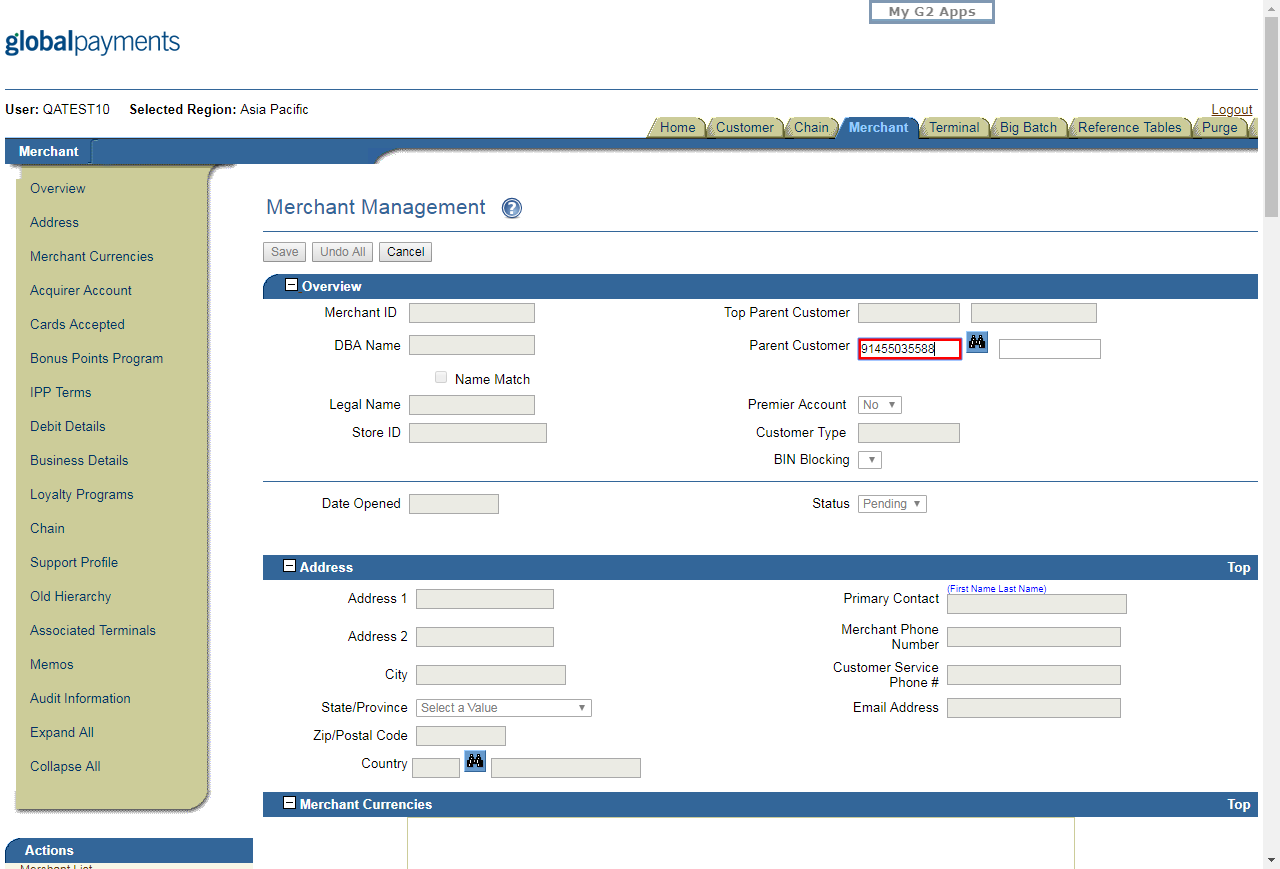 My G2 Apps
globalpayments
User: QATEST10 Selected Region: Asia Pacific
Logout
Home Customer Chain Merchant Terminal Big Batch Reference Tables Purge
Merchant
Overview
Address
Merchant Currencies
Acquirer Account
Cards Accepted
Bonus Points Program
IPP Terms
Debit Details
Business Details
Loyalty Programs
Chain
Support Profile
Old Hierarchy
Associated Terminals
Memos
Audit Information
Expand All
Collapse All
Actions
Merchant List
Merchant Management ?
Save Undo All Cancel
Overview
Merchant ID Top Parent Customer
DBA Name Parent Customer 91455035588
Name Match
Legal Name Premier Account No
Store ID Customer Type
BIN Blocking
Date Opened Status Pending
Address Top
Address 1 Primary Contact (First Name Last Name)
Address 2 Merchant Phone Number
City Customer Service Phone #
State/Province Select a Value Email Address
Zip/Postal Code
Country
Merchant Currencies Top